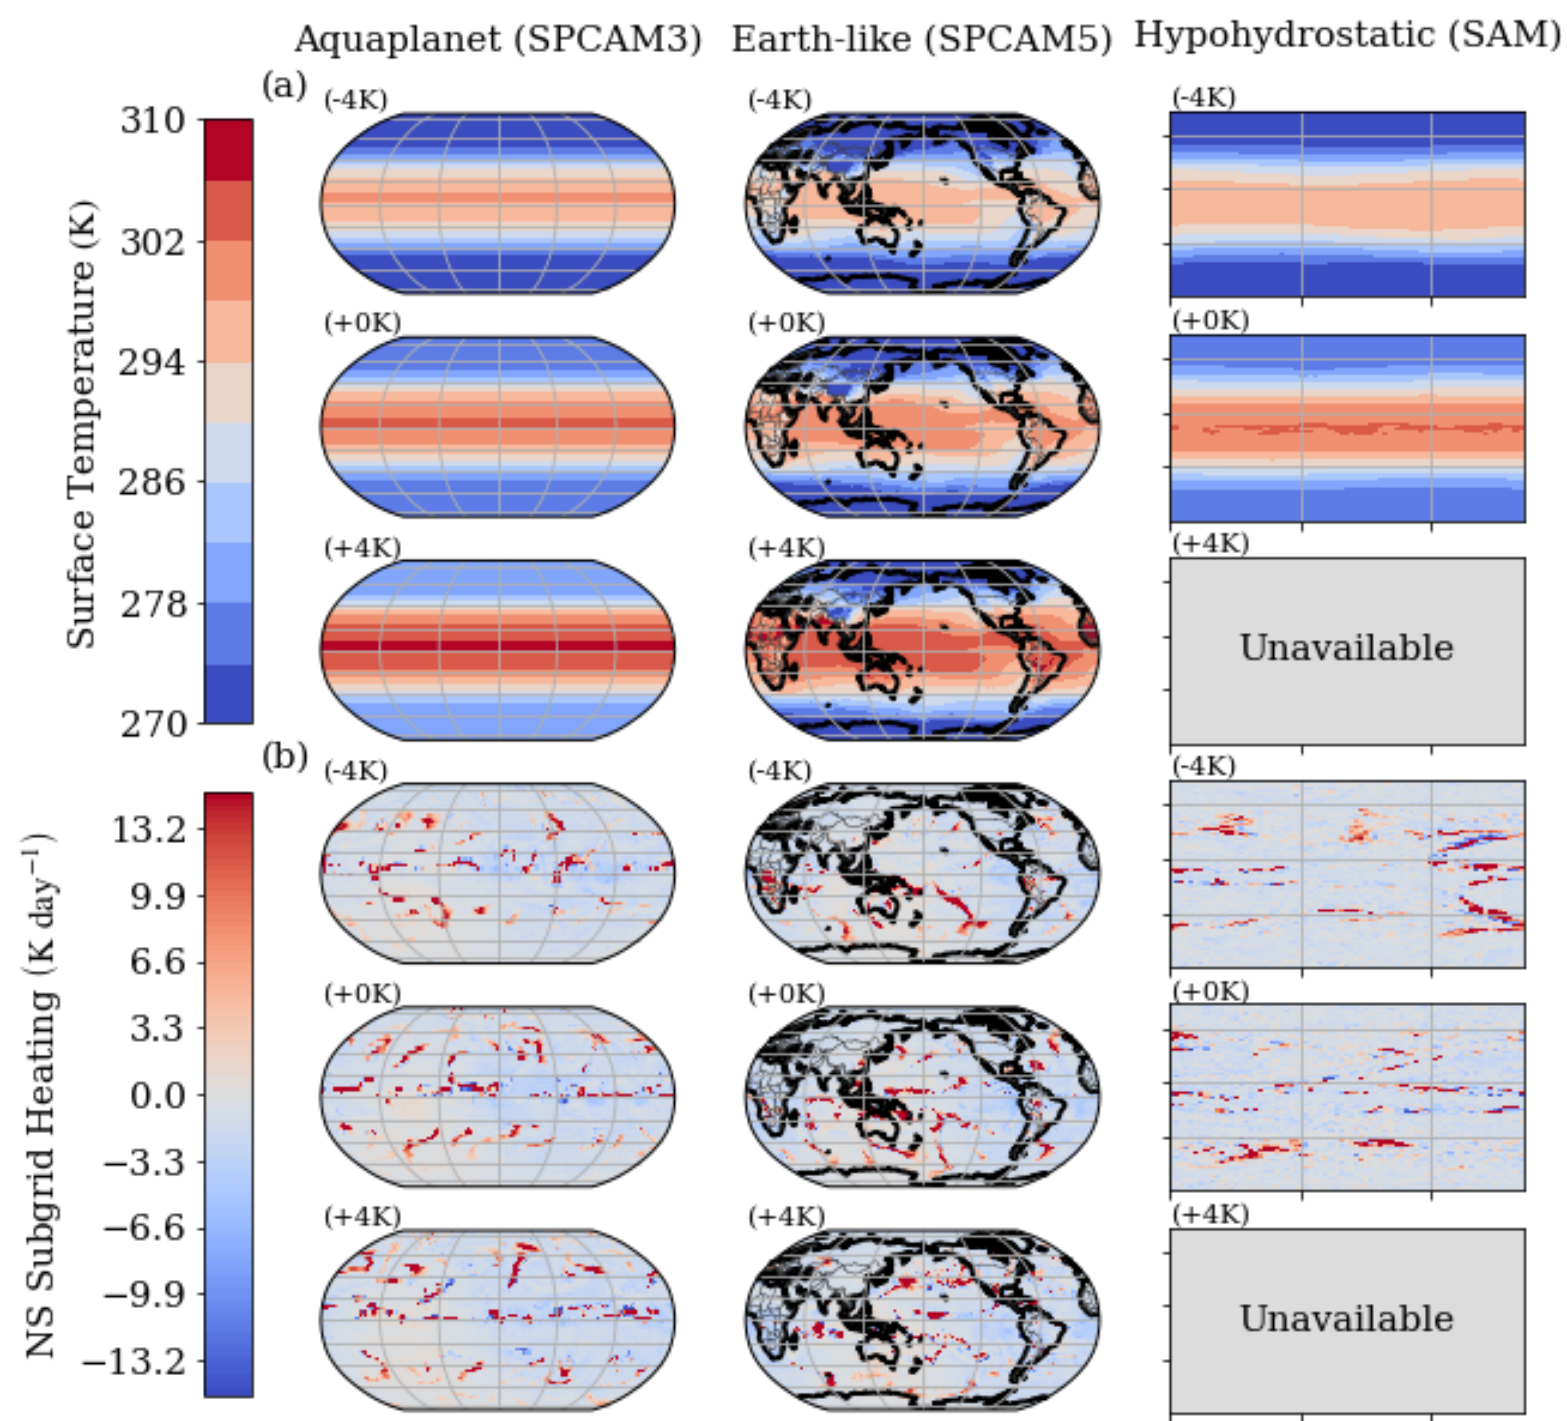 Aquaplanet (SPCAM3) Earth-like (SPCAM5) Hypohydrostatic (SAM)
(a)
(-4K) (-4K) (-4K)
310
302
294
286
278
270
Surface Temperature (K)
(+0K) (+0K) (+0K)
(+4K) (+4K) (+4K)
Unavailable
(b)
(-4K) (-4K) (-4K)
13.2
9.9
6.6
3.3
0.0
−3.3
−6.6
−9.9
−13.2
NS Subgrid Heating (K day⁻¹)
(+0K) (+0K) (+0K)
(+4K) (+4K) (+4K)
Unavailable